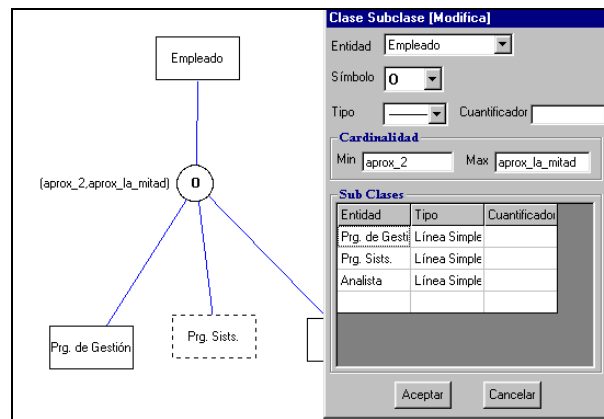 Empleado
(aprox_2,aprox_la_mitad)
0
Prg. de Gestión
Prg. Sists.
Clase Subclase [Modifica]
Entidad Empleado
Símbolo 0
Tipo Cuantificador
Cardinalidad
Min aprox_2 Max aprox_la_mitad
Sub Clases
Entidad Tipo Cuantificador
Prg. de Gesti Línea Simple
Prg. Sists. Línea Simple
Analista Línea Simple
Aceptar Cancelar